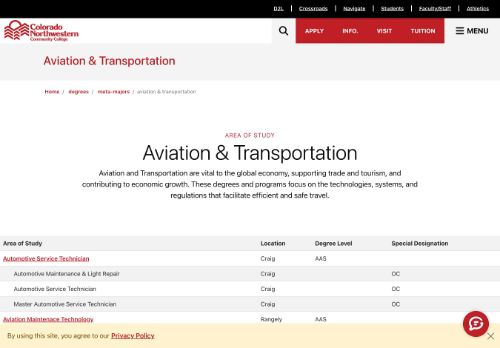 D2L | Crossroads | Navigate | Students | Faculty/Staff | Athletics
Colorado
Northwestern
Community College
APPLY INFO. VISIT TUITION MENU
Aviation & Transportation
Home / degrees / meta-majors / aviation & transportation
AREA OF STUDY
Aviation & Transportation
Aviation and Transportation are vital to the global economy, supporting trade and tourism, and
contributing to economic growth. These degrees and programs focus on the technologies, systems, and
regulations that facilitate efficient and safe travel.
Area of Study Location Degree Level Special Designation
Automotive Service Technician Craig AAS
Automotive Maintenance & Light Repair Craig OC
Automotive Service Technician Craig OC
Master Automotive Service Technician Craig OC
Aviation Maintenace Technology Rangely AAS
By using this site, you agree to our Privacy Policy